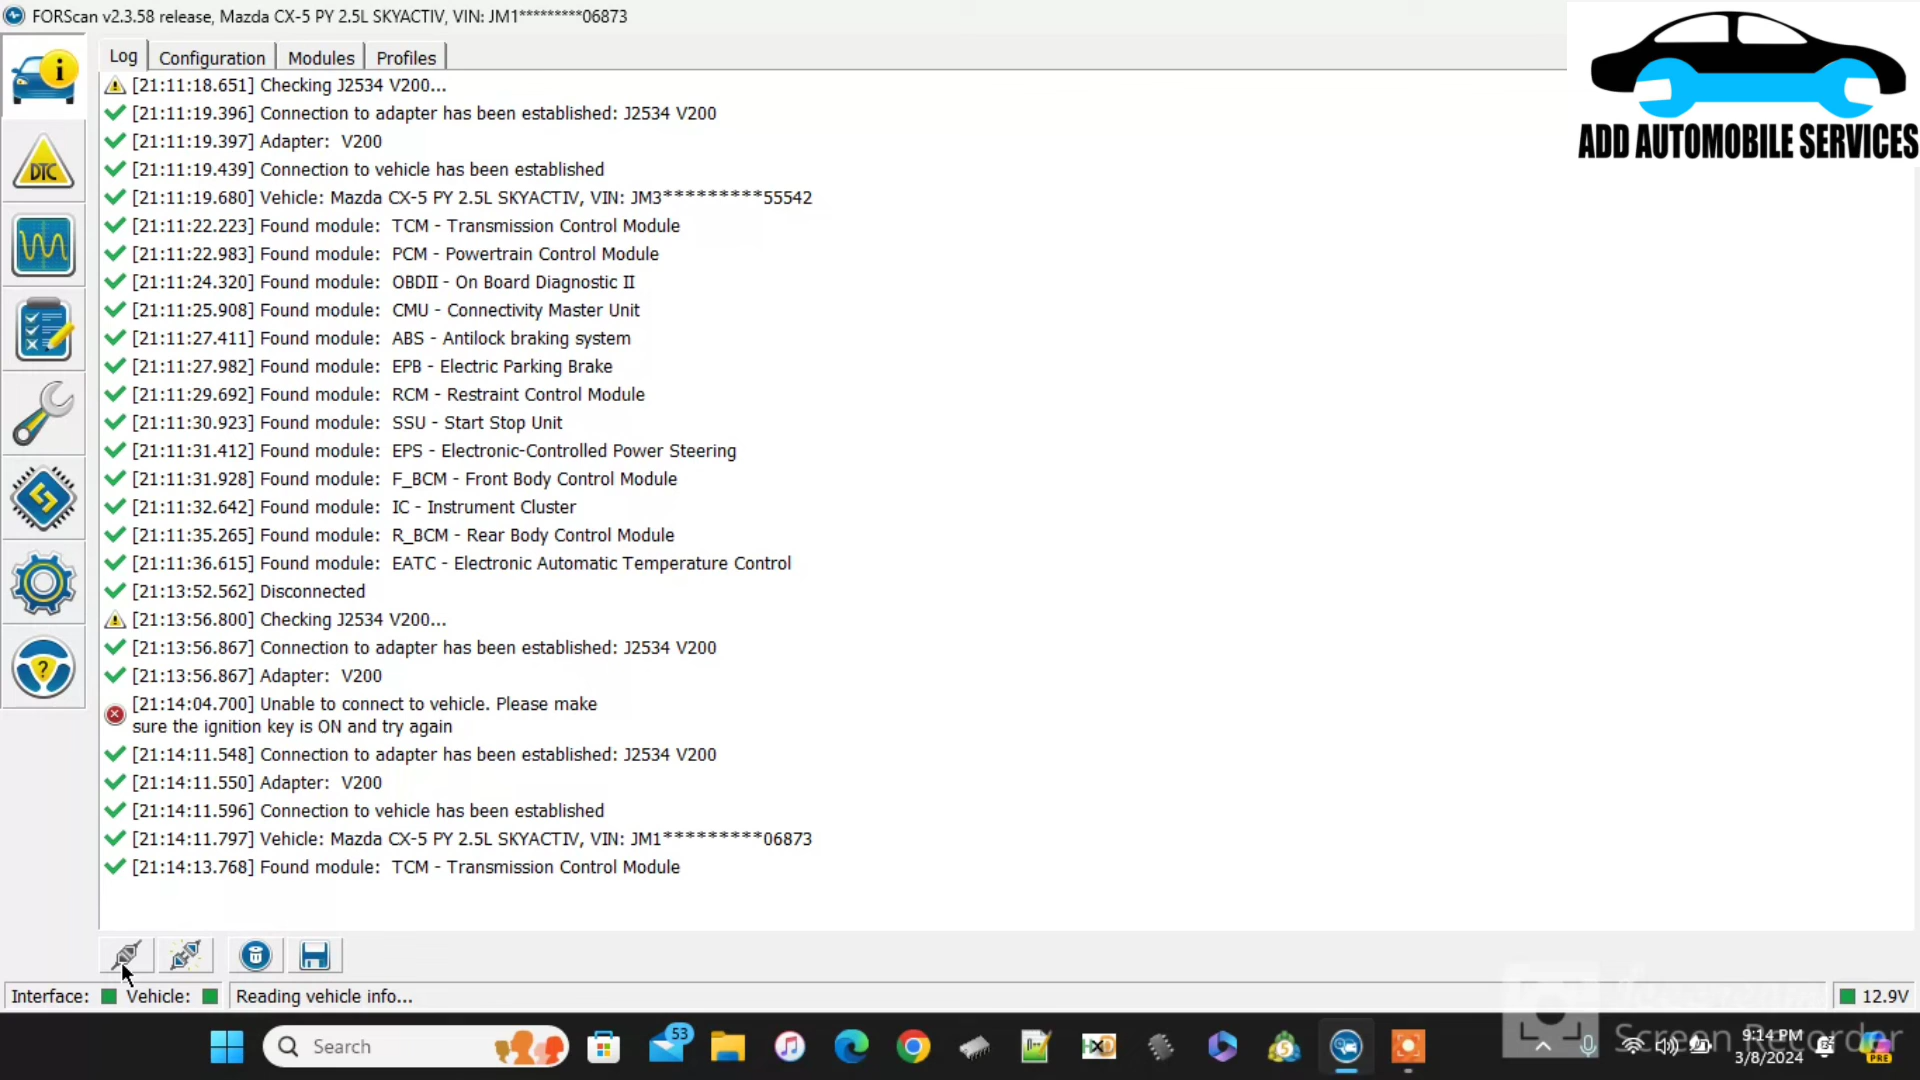 FORScan v2.3.58 release, Mazda CX-5 PY 2.5L SKYACTIV, VIN: JM1*********06873
Log
Configuration
Modules
Profiles
ADD AUTOMOBILE SERVICES
i
DTC
[21:11:18.651] Checking J2534 V200...
[21:11:19.396] Connection to adapter has been established: J2534 V200
[21:11:19.397] Adapter: V200
[21:11:19.439] Connection to vehicle has been established
[21:11:19.680] Vehicle: Mazda CX-5 PY 2.5L SKYACTIV, VIN: JM3*********55542
[21:11:22.223] Found module: TCM - Transmission Control Module
[21:11:22.983] Found module: PCM - Powertrain Control Module
[21:11:24.320] Found module: OBDII - On Board Diagnostic II
[21:11:25.908] Found module: CMU - Connectivity Master Unit
[21:11:27.411] Found module: ABS - Antilock braking system
[21:11:27.982] Found module: EPB - Electric Parking Brake
[21:11:29.692] Found module: RCM - Restraint Control Module
[21:11:30.923] Found module: SSU - Start Stop Unit
[21:11:31.412] Found module: EPS - Electronic-Controlled Power Steering
[21:11:31.928] Found module: F_BCM - Front Body Control Module
[21:11:32.642] Found module: IC - Instrument Cluster
[21:11:35.265] Found module: R_BCM - Rear Body Control Module
[21:11:36.615] Found module: EATC - Electronic Automatic Temperature Control
[21:13:52.562] Disconnected
[21:13:56.800] Checking J2534 V200...
[21:13:56.867] Connection to adapter has been established: J2534 V200
[21:13:56.867] Adapter: V200
[21:14:04.700] Unable to connect to vehicle. Please make
sure the ignition key is ON and try again
[21:14:11.548] Connection to adapter has been established: J2534 V200
[21:14:11.550] Adapter: V200
[21:14:11.596] Connection to vehicle has been established
[21:14:11.797] Vehicle: Mazda CX-5 PY 2.5L SKYACTIV, VIN: JM1*********06873
[21:14:13.768] Found module: TCM - Transmission Control Module
?
Interface: Vehicle: Reading vehicle info... 12.9V
Search
53
Screen Recorder
9:14 PM
3/8/2024
PRE